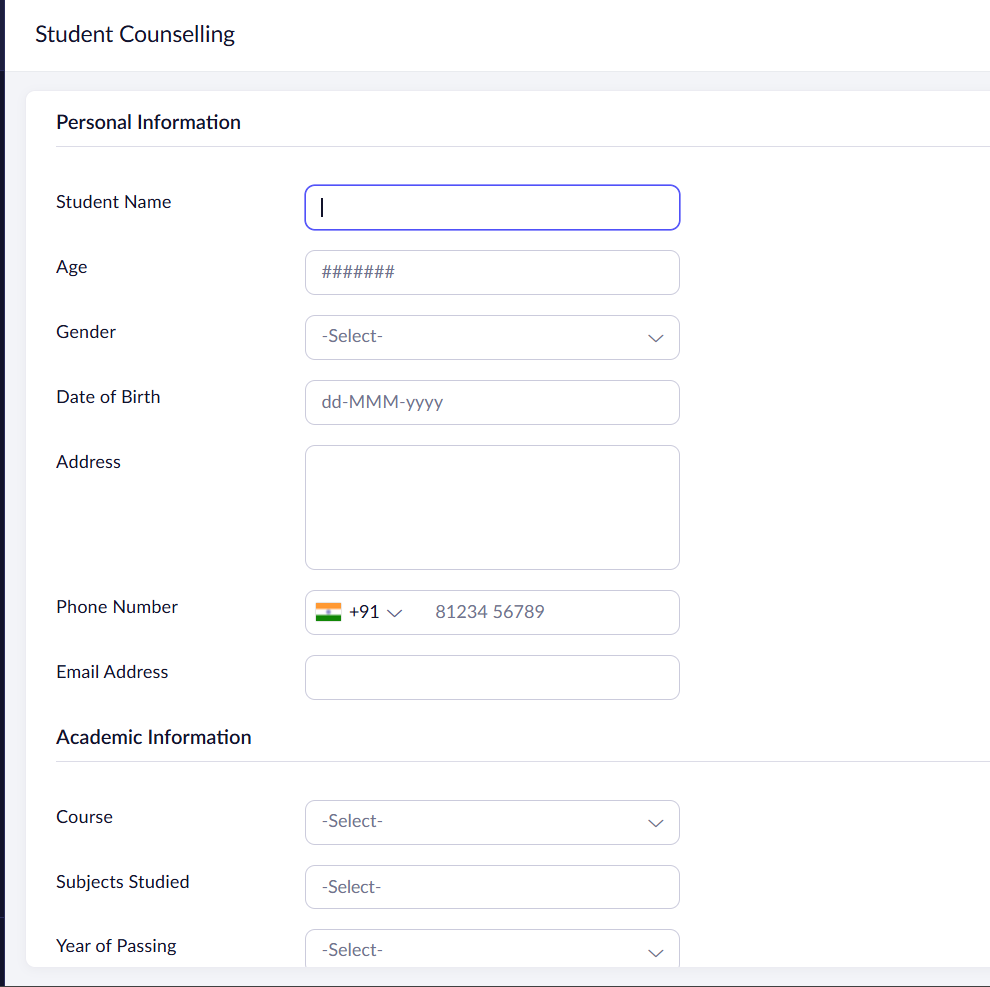 Student Counselling
Personal Information
Student Name
Age #######
Gender -Select-
Date of Birth dd-MMM-yyyy
Address
Phone Number +91 81234 56789
Email Address
Academic Information
Course -Select-
Subjects Studied -Select-
Year of Passing -Select-